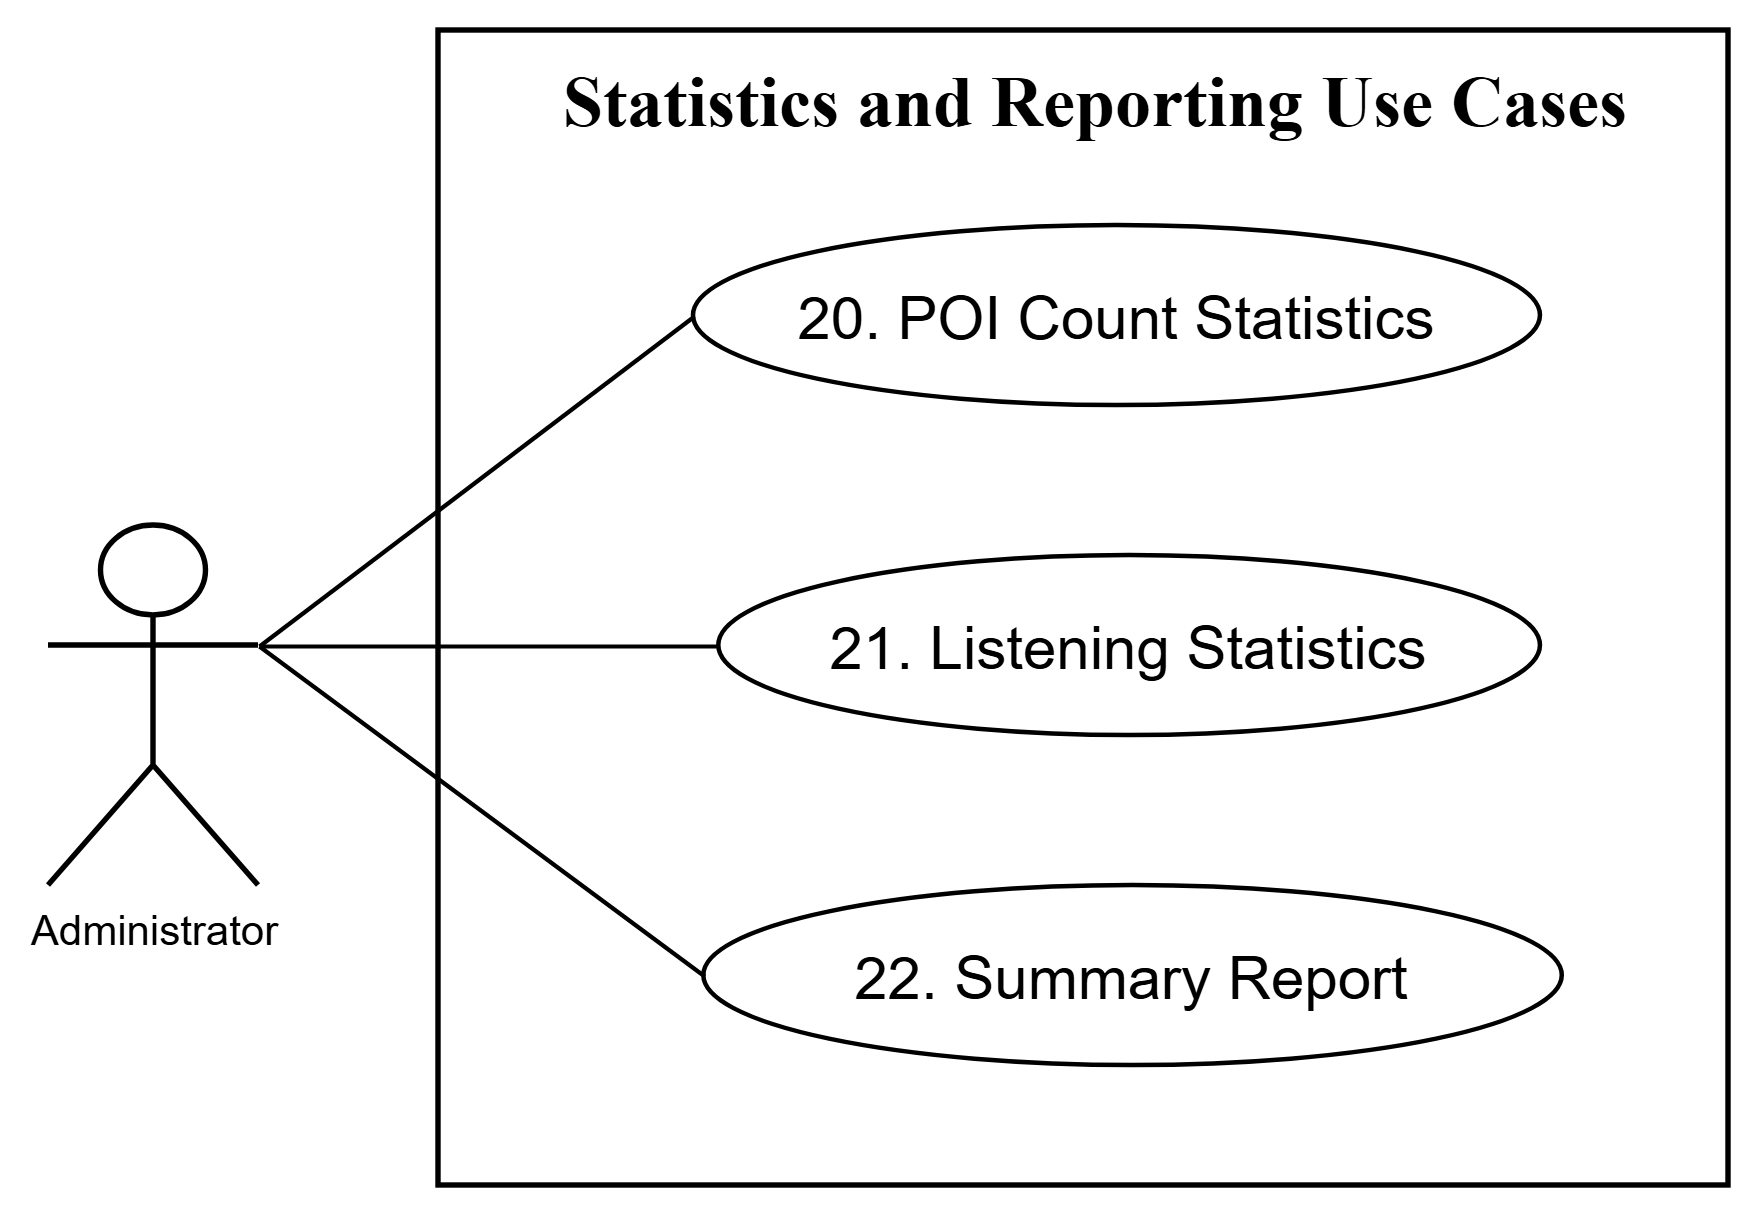 Statistics and Reporting Use Cases
20. POI Count Statistics
21. Listening Statistics
22. Summary Report
Administrator